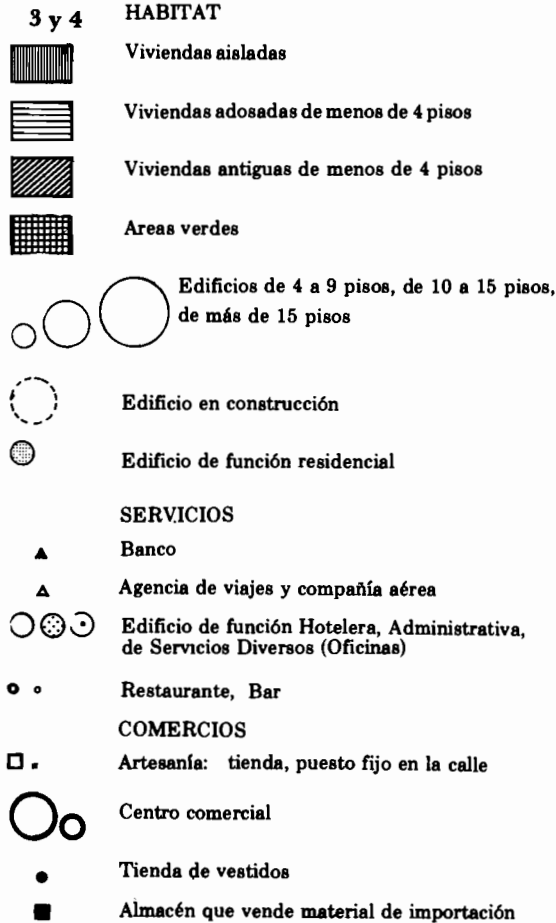 3 y 4 HABITAT
Viviendas aisladas
Viviendas adosadas de menos de 4 pisos
Viviendas antiguas de menos de 4 pisos
Areas verdes
Edificios de 4 a 9 pisos, de 10 a 15 pisos,
de más de 15 pisos
Edificio en construcción
Edificio de función residencial
SERVICIOS
Banco
Agencia de viajes y compañía aérea
Edificio de función Hotelera, Administrativa,
de Servicios Diversos (Oficinas)
Restaurante, Bar
COMERCIOS
Artesanía: tienda, puesto fijo en la calle
Centro comercial
Tienda de vestidos
Almacén que vende material de importación